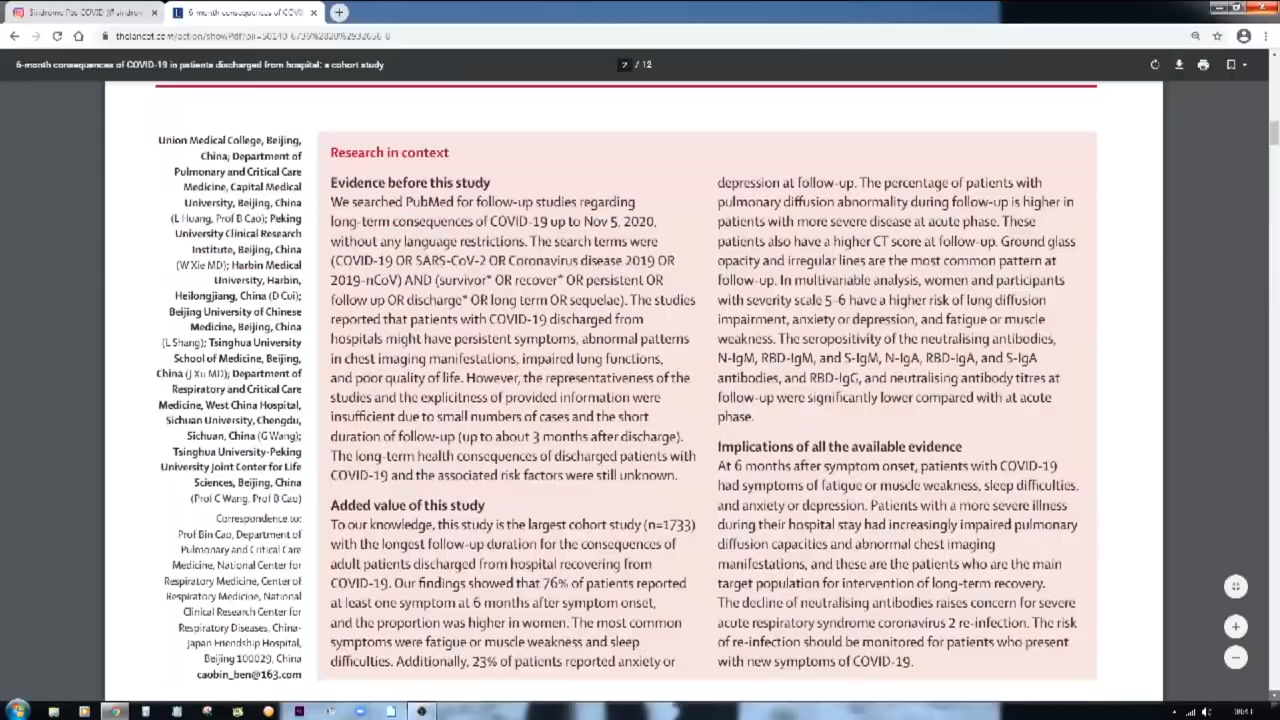 Síndrome Pós-COVID (@sindrom
6-month consequences of COVI
thelancet.com/action/showPdf?pii=S0140-6736%2820%2932656-8
6-month consequences of COVID-19 in patients discharged from hospital: a cohort study
2 / 12
Union Medical College, Beijing,
China; Department of
Pulmonary and Critical Care
Medicine, Capital Medical
University, Beijing, China
(L Huang, Prof B Cao); Peking
University Clinical Research
Institute, Beijing, China
(W Xie MD); Harbin Medical
University, Harbin,
Heilongjiang, China (D Cui);
Beijing University of Chinese
Medicine, Beijing, China
(L Shang); Tsinghua University
School of Medicine, Beijing,
China (J Xu MD); Department of
Respiratory and Critical Care
Medicine, West China Hospital,
Sichuan University, Chengdu,
Sichuan, China (G Wang);
Tsinghua University-Peking
University Joint Center for Life
Sciences, Beijing, China
(Prof C Wang, Prof B Cao)
Correspondence to:
Prof Bin Cao, Department of
Pulmonary and Critical Care
Medicine, National Center for
Respiratory Medicine, Center of
Respiratory Medicine, National
Clinical Research Center for
Respiratory Diseases, China-
Japan Friendship Hospital,
Beijing 100029, China
caobin_ben@163.com
Research in context
Evidence before this study
We searched PubMed for follow-up studies regarding
long-term consequences of COVID-19 up to Nov 5, 2020,
without any language restrictions. The search terms were
(COVID-19 OR SARS-CoV-2 OR Coronavirus disease 2019 OR
2019-nCoV) AND (survivor* OR recover* OR persistent OR
follow up OR discharge* OR long term OR sequelae). The studies
reported that patients with COVID-19 discharged from
hospitals might have persistent symptoms, abnormal patterns
in chest imaging manifestations, impaired lung functions,
and poor quality of life. However, the representativeness of the
studies and the explicitness of provided information were
insufficient due to small numbers of cases and the short
duration of follow-up (up to about 3 months after discharge).
The long-term health consequences of discharged patients with
COVID-19 and the associated risk factors were still unknown.
Added value of this study
To our knowledge, this study is the largest cohort study (n=1733)
with the longest follow-up duration for the consequences of
adult patients discharged from hospital recovering from
COVID-19. Our findings showed that 76% of patients reported
at least one symptom at 6 months after symptom onset,
and the proportion was higher in women. The most common
symptoms were fatigue or muscle weakness and sleep
difficulties. Additionally, 23% of patients reported anxiety or
depression at follow-up. The percentage of patients with
pulmonary diffusion abnormality during follow-up is higher in
patients with more severe disease at acute phase. These
patients also have a higher CT score at follow-up. Ground glass
opacity and irregular lines are the most common pattern at
follow-up. In multivariable analysis, women and participants
with severity scale 5–6 have a higher risk of lung diffusion
impairment, anxiety or depression, and fatigue or muscle
weakness. The seropositivity of the neutralising antibodies,
N-IgM, RBD-IgM, and S-IgM, N-IgA, RBD-IgA, and S-IgA
antibodies, and RBD-IgG, and neutralising antibody titres at
follow-up were significantly lower compared with at acute
phase.
Implications of all the available evidence
At 6 months after symptom onset, patients with COVID-19
had symptoms of fatigue or muscle weakness, sleep difficulties,
and anxiety or depression. Patients with a more severe illness
during their hospital stay had increasingly impaired pulmonary
diffusion capacities and abnormal chest imaging
manifestations, and these are the patients who are the main
target population for intervention of long-term recovery.
The decline of neutralising antibodies raises concern for severe
acute respiratory syndrome coronavirus 2 re-infection. The risk
of re-infection should be monitored for patients who present
with new symptoms of COVID-19.